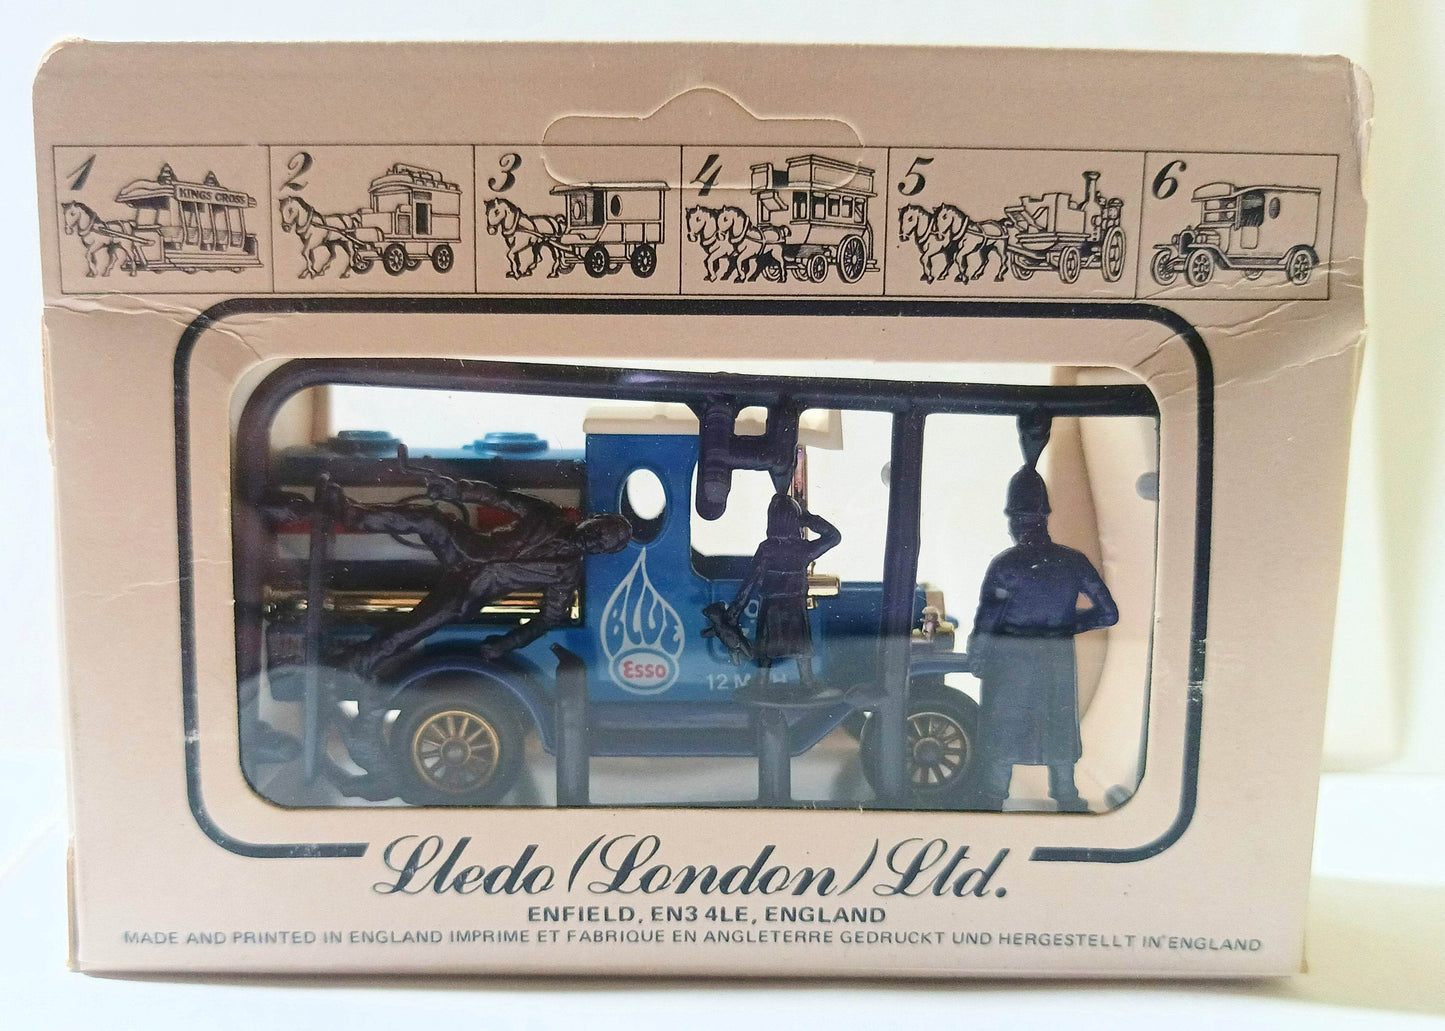 1
2
3
4
5
6
KINGS CROSS
BLUE
Esso
12 M H
Lledo (London) Ltd.
ENFIELD, EN3 4LE, ENGLAND
MADE AND PRINTED IN ENGLAND IMPRIME ET FABRIQUE EN ANGLETERRE GEDRUCKT UND HERGESTELLT IN ENGLAND